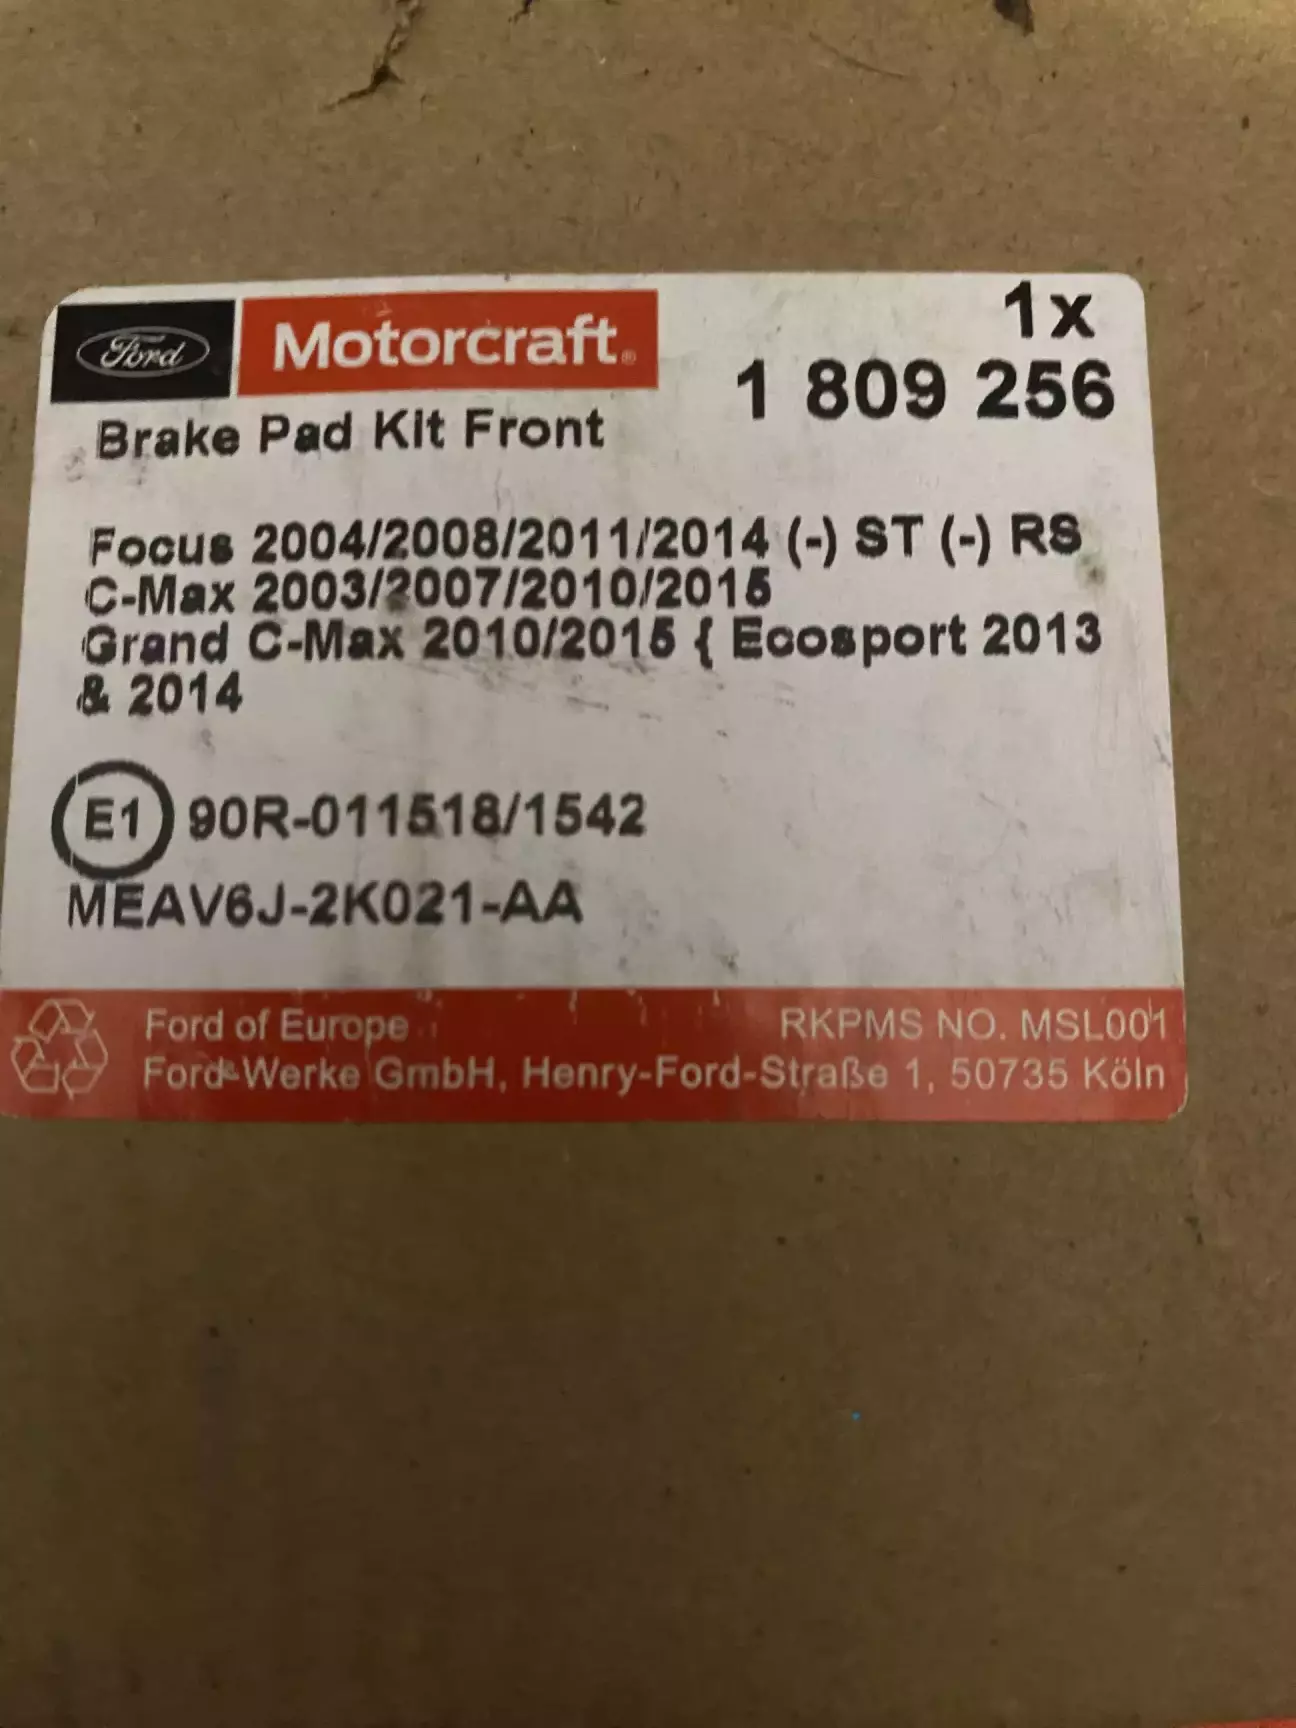 Ford Motorcraft®
1x
1 809 256
Brake Pad Kit Front
Focus 2004/2008/2011/2014 (-) ST (-) RS
C-Max 2003/2007/2010/2015
Grand C-Max 2010/2015 { Ecosport 2013
& 2014
E1 90R-011518/1542
MEAV6J-2K021-AA
Ford of Europe RKPMS NO. MSL001
Ford-Werke GmbH, Henry-Ford-Straße 1, 50735 Köln